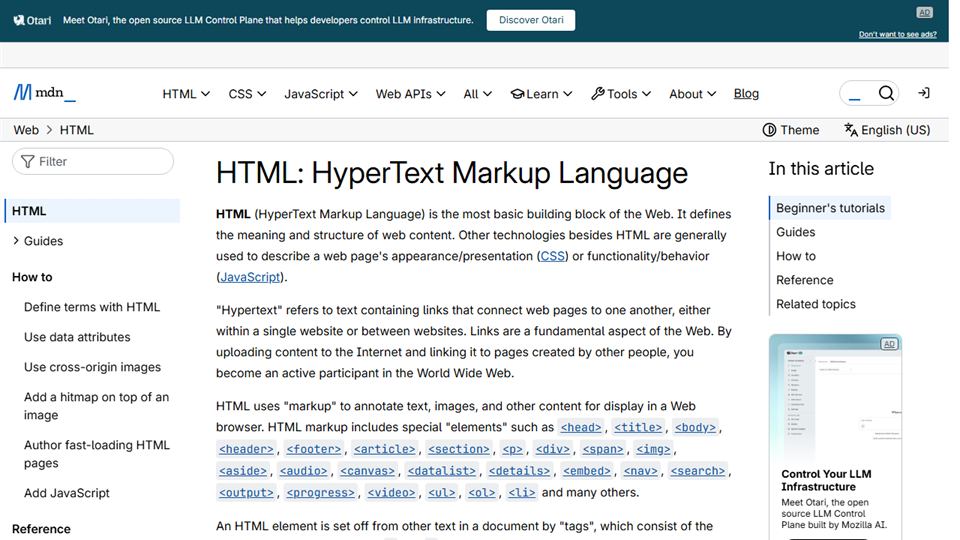 Otari Meet Otari, the open source LLM Control Plane that helps developers control LLM infrastructure. Discover Otari AD
Don't want to see ads?
mdn_ HTML CSS JavaScript Web APIs All Learn Tools About Blog
Web HTML Theme English (US)
Filter
HTML
Guides
How to
Define terms with HTML
Use data attributes
Use cross-origin images
Add a hitmap on top of an
image
Author fast-loading HTML
pages
Add JavaScript
Reference
HTML: HyperText Markup Language
HTML (HyperText Markup Language) is the most basic building block of the Web. It defines
the meaning and structure of web content. Other technologies besides HTML are generally
used to describe a web page's appearance/presentation (CSS) or functionality/behavior
(JavaScript).
"Hypertext" refers to text containing links that connect web pages to one another, either
within a single website or between websites. Links are a fundamental aspect of the Web. By
uploading content to the Internet and linking it to pages created by other people, you
become an active participant in the World Wide Web.
HTML uses "markup" to annotate text, images, and other content for display in a Web
browser. HTML markup includes special "elements" such as <head>, <title>, <body>,
<header>, <footer>, <article>, <section>, <p>, <div>, <span>, <img>,
<aside>, <audio>, <canvas>, <datalist>, <details>, <embed>, <nav>, <search>,
<output>, <progress>, <video>, <ul>, <ol>, <li> and many others.
An HTML element is set off from other text in a document by "tags", which consist of the
In this article
Beginner's tutorials
Guides
How to
Reference
Related topics
AD
Control Your LLM
Infrastructure
Meet Otari, the open
source LLM Control
Plane built by Mozilla AI.